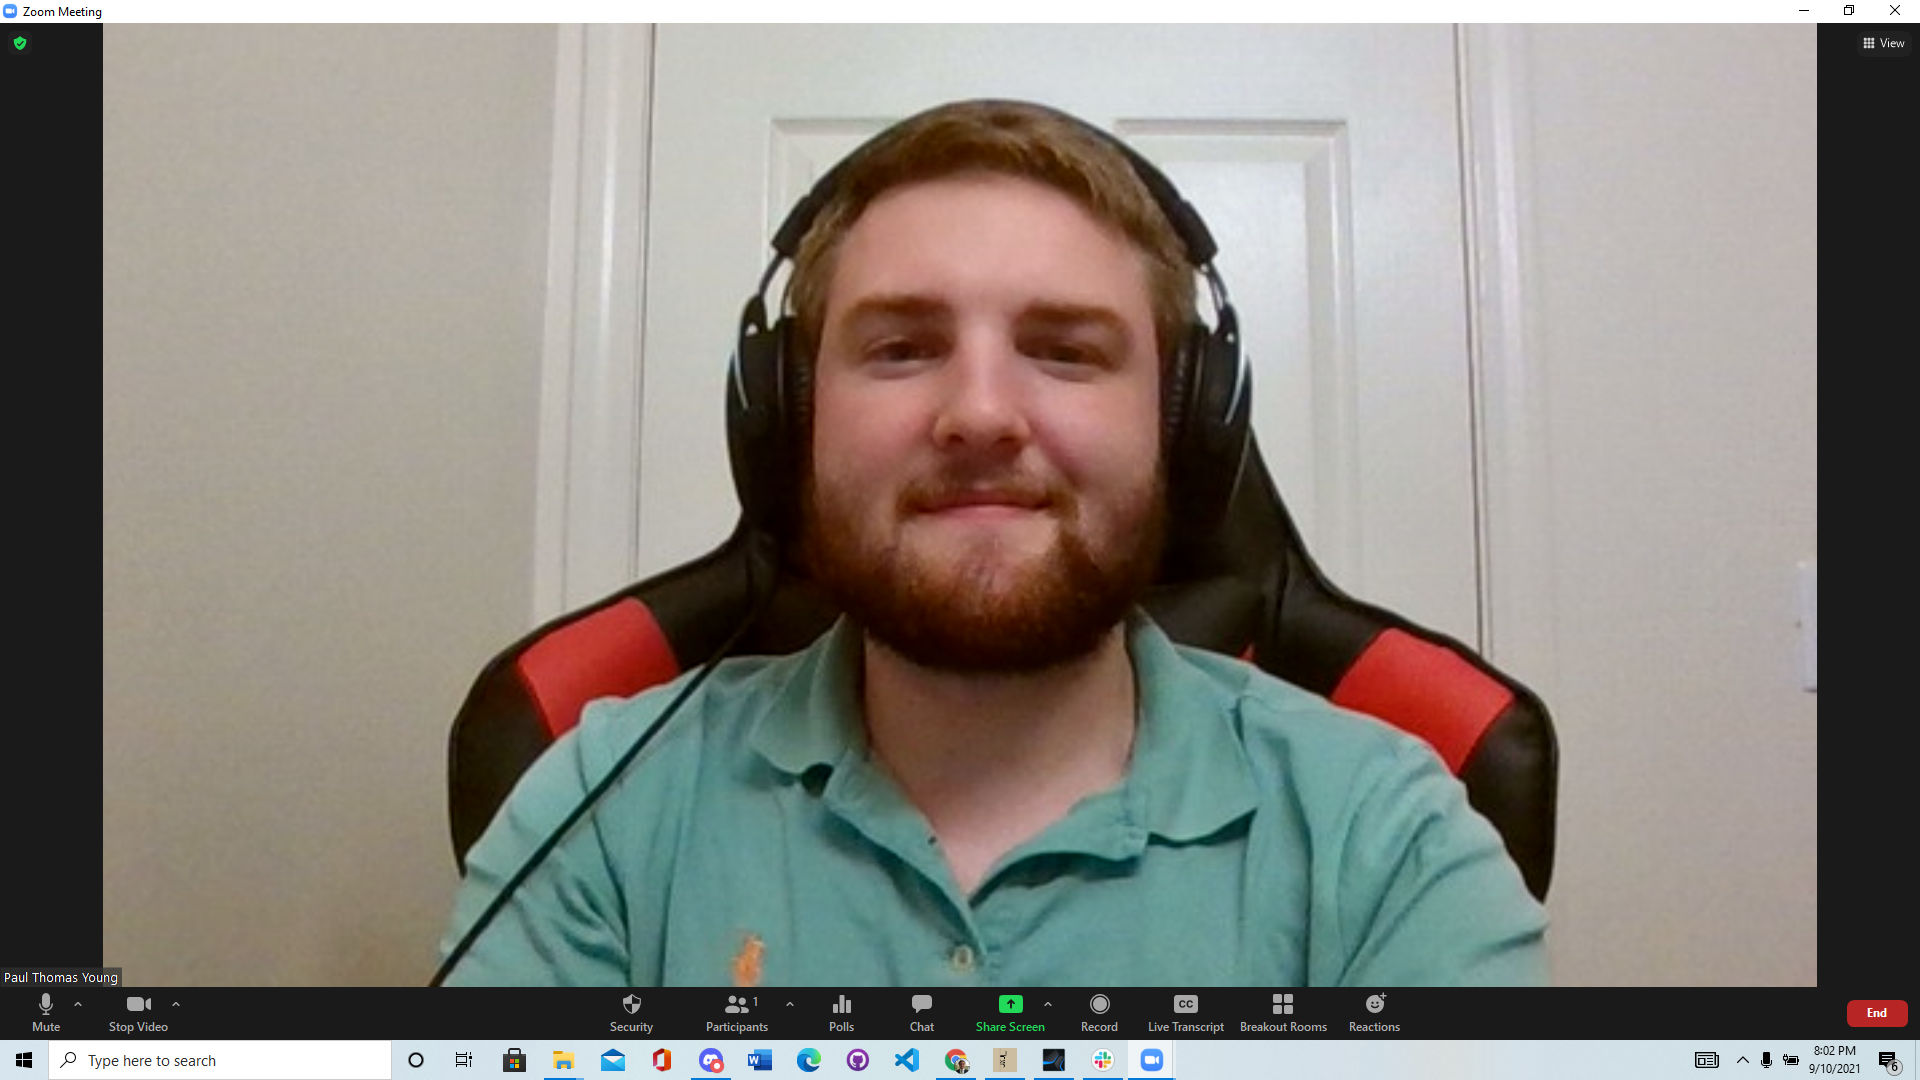 Zoom Meeting
View
Paul Thomas Young
Mute
Stop Video
Security
1
Participants
Polls
Chat
Share Screen
Record
CC
Live Transcript
Breakout Rooms
Reactions
End
Type here to search
8:02 PM
9/10/2021
6